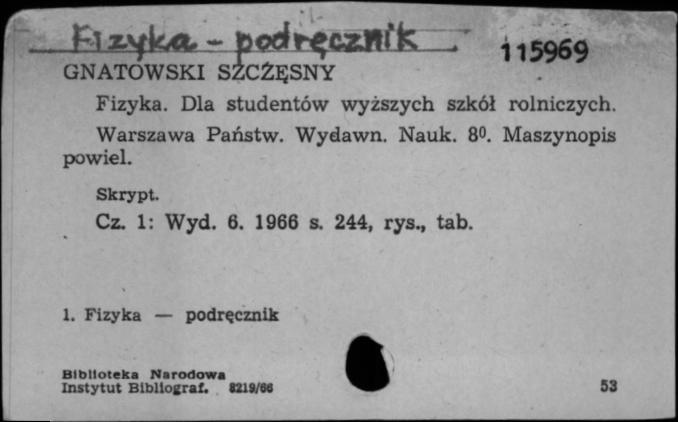 Fizyka - podręcznik
115969
GNATOWSKI SZCZĘSNY
Fizyka. Dla studentów wyższych szkół rolniczych.
Warszawa Państw. Wydawn. Nauk. 8⁰. Maszynopis
powiel.
Skrypt.
Cz. 1: Wyd. 6. 1966 s. 244, rys., tab.
1. Fizyka — podręcznik
Biblioteka Narodowa
Instytut Bibliograf. 8219/66
53